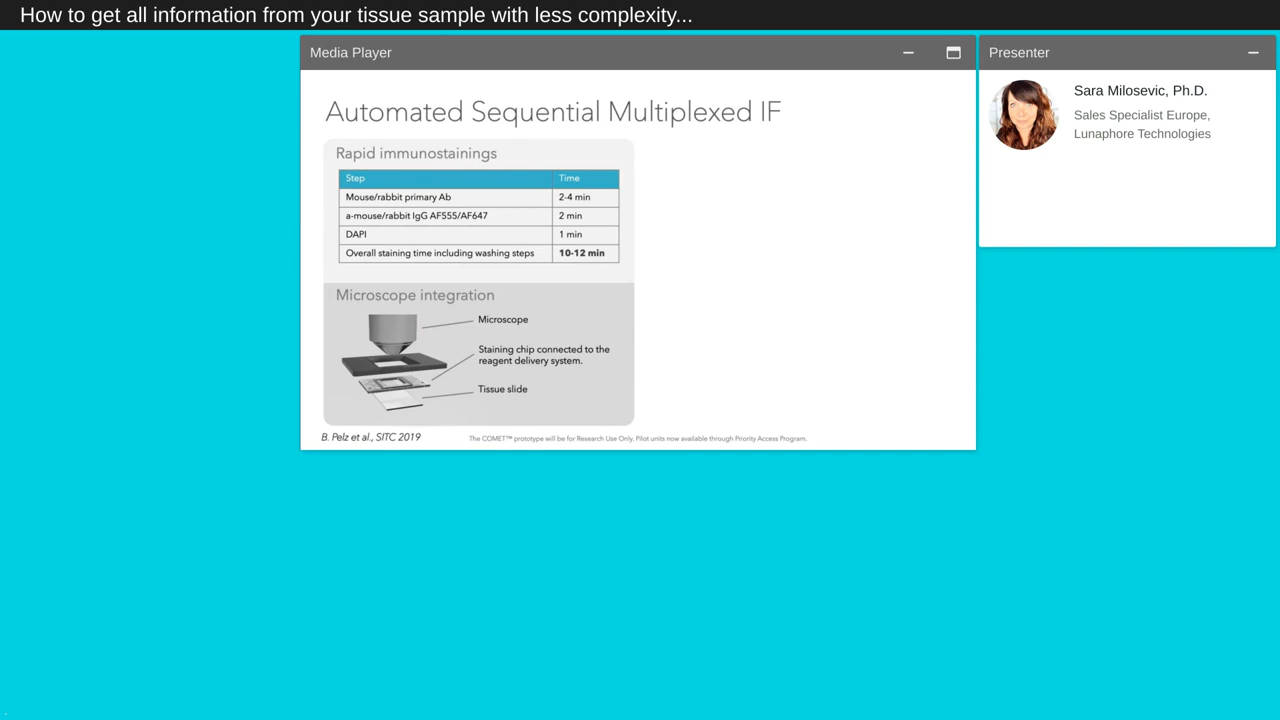 How to get all information from your tissue sample with less complexity...
Media Player
Presenter
Sara Milosevic, Ph.D.
Sales Specialist Europe,
Lunaphore Technologies
Automated Sequential Multiplexed IF
Rapid immunostainings
Step Time
Mouse/rabbit primary Ab 2-4 min
a-mouse/rabbit IgG AF555/AF647 2 min
DAPI 1 min
Overall staining time including washing steps 10-12 min
Microscope integration
Microscope
Staining chip connected to the
reagent delivery system.
Tissue slide
B. Pelz et al., SITC 2019
The COMET™ prototype will be for Research Use Only. Pilot units now available through Priority Access Program.